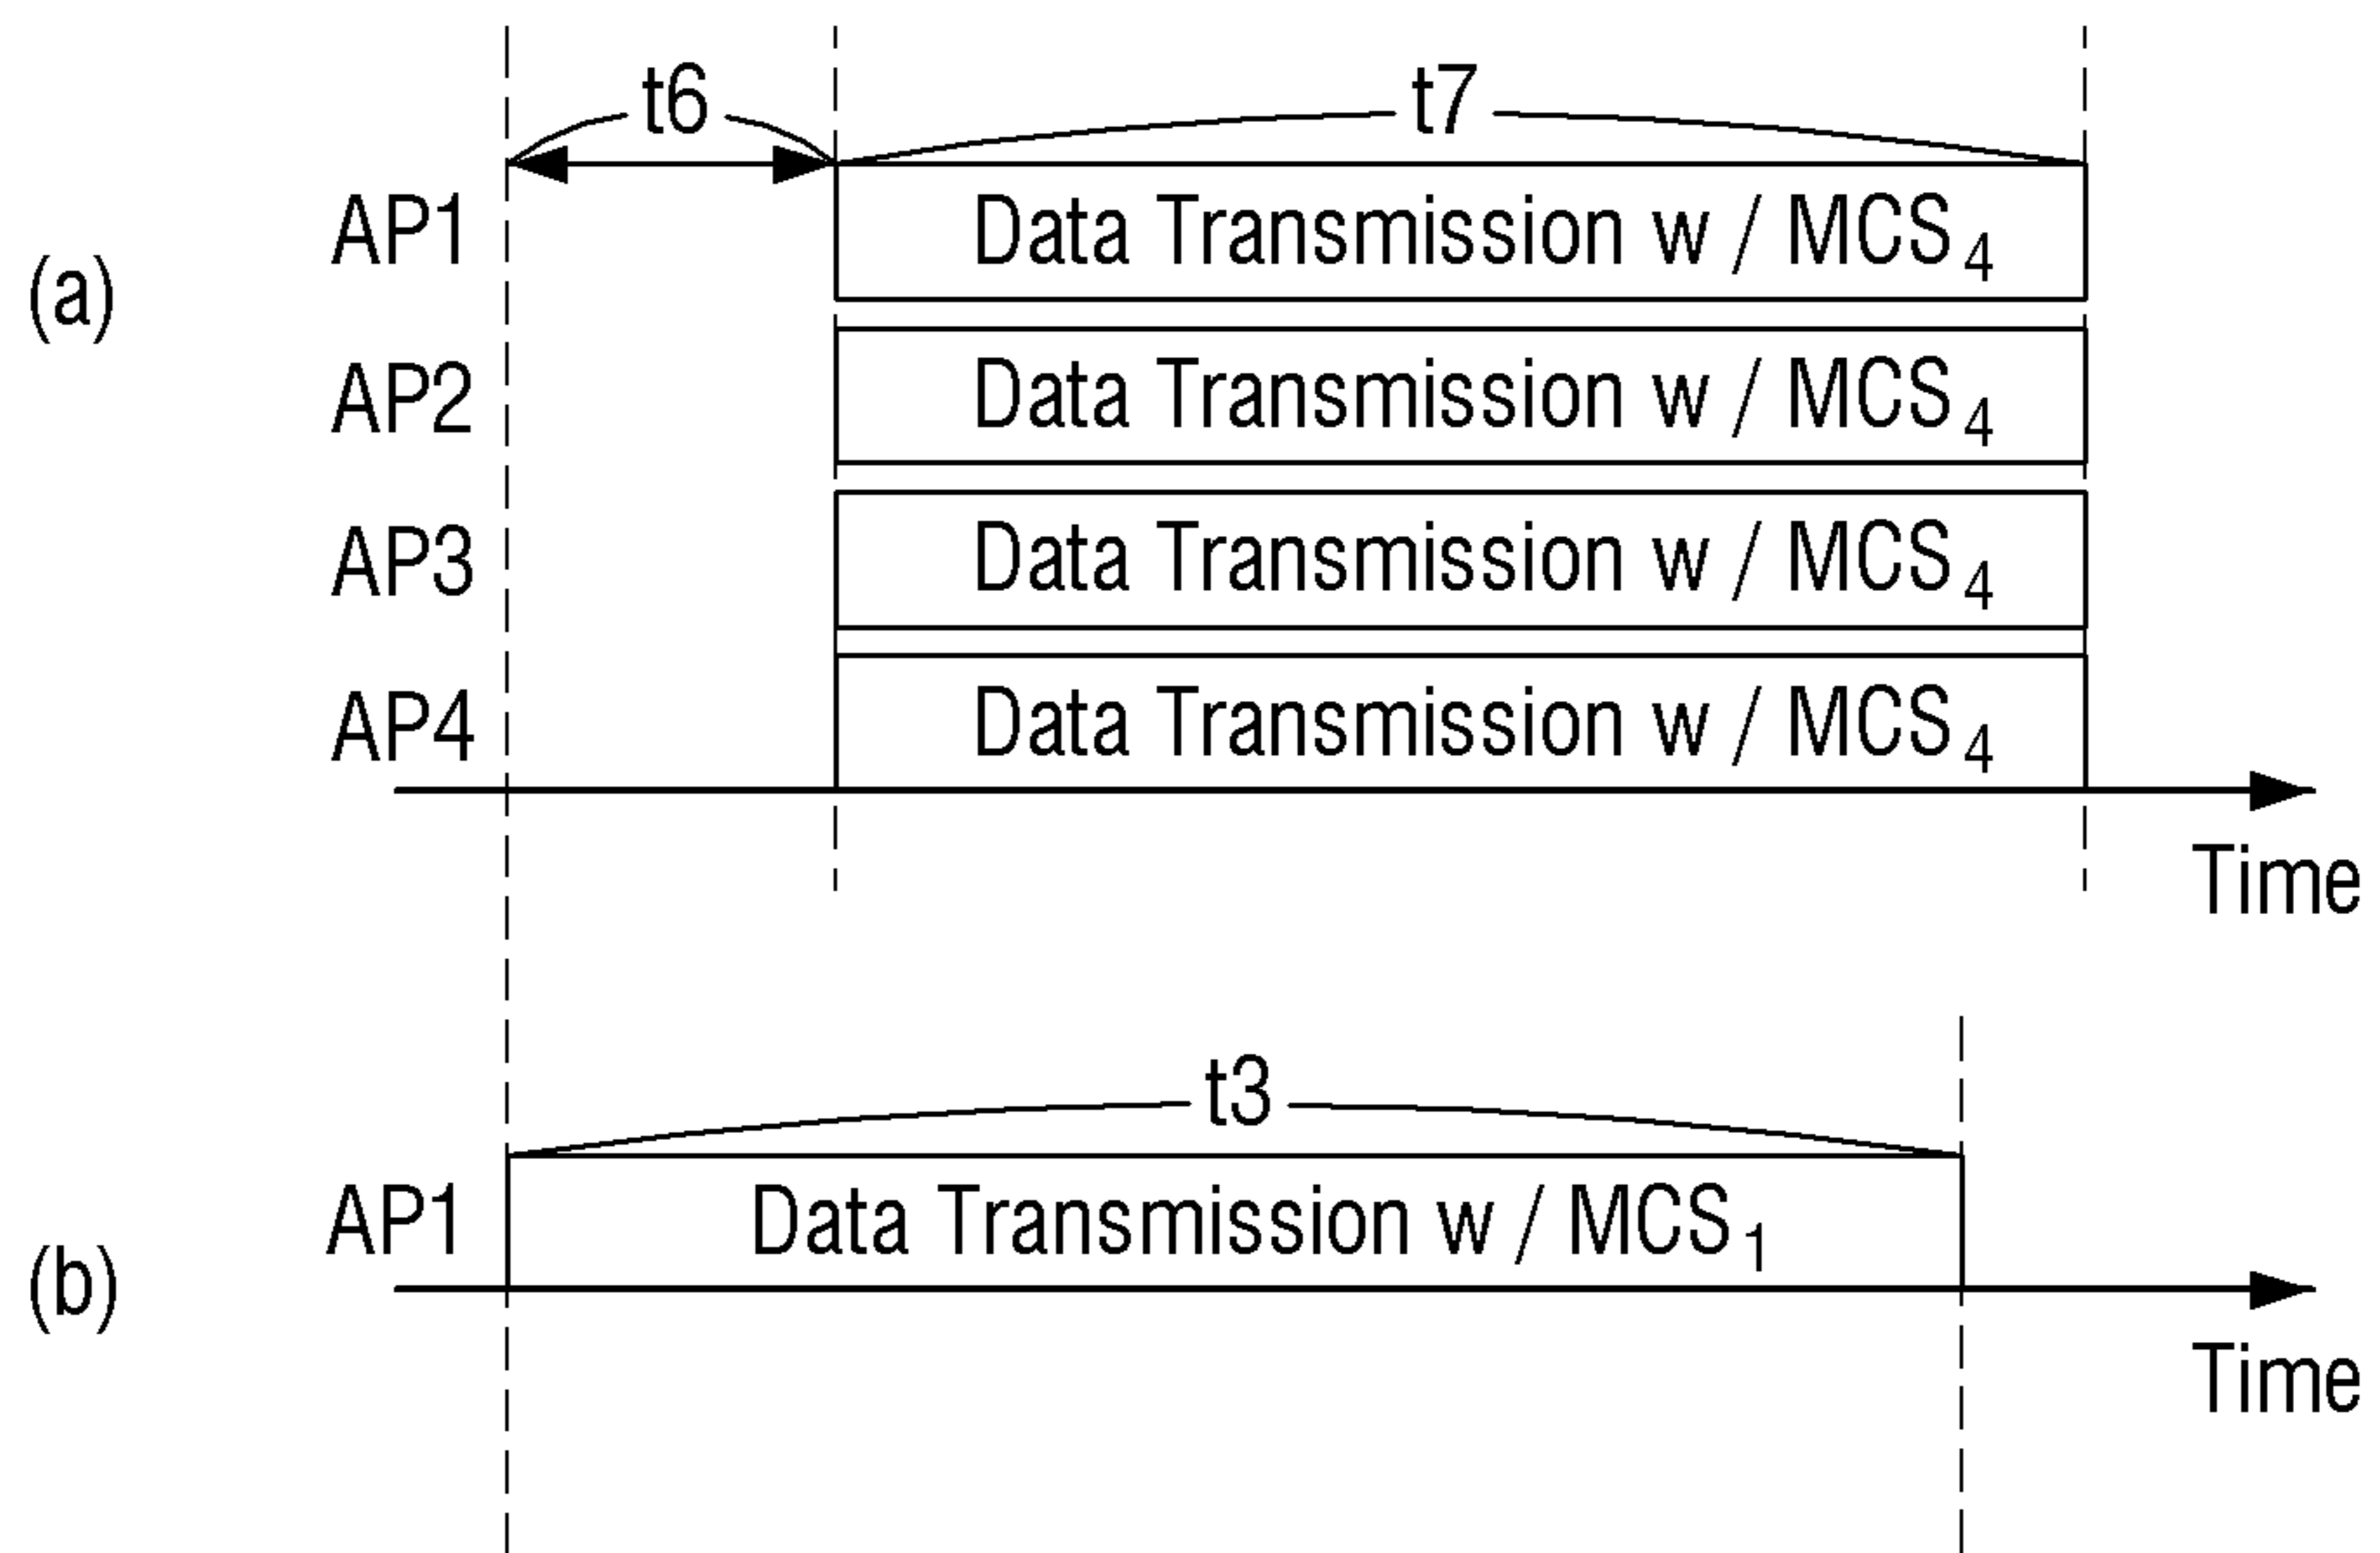 t6 t7
AP1 Data Transmission w / MCS4
(a)
AP2 Data Transmission w / MCS4
AP3 Data Transmission w / MCS4
AP4 Data Transmission w / MCS4
Time
t3
AP1 Data Transmission w / MCS1
(b)
Time